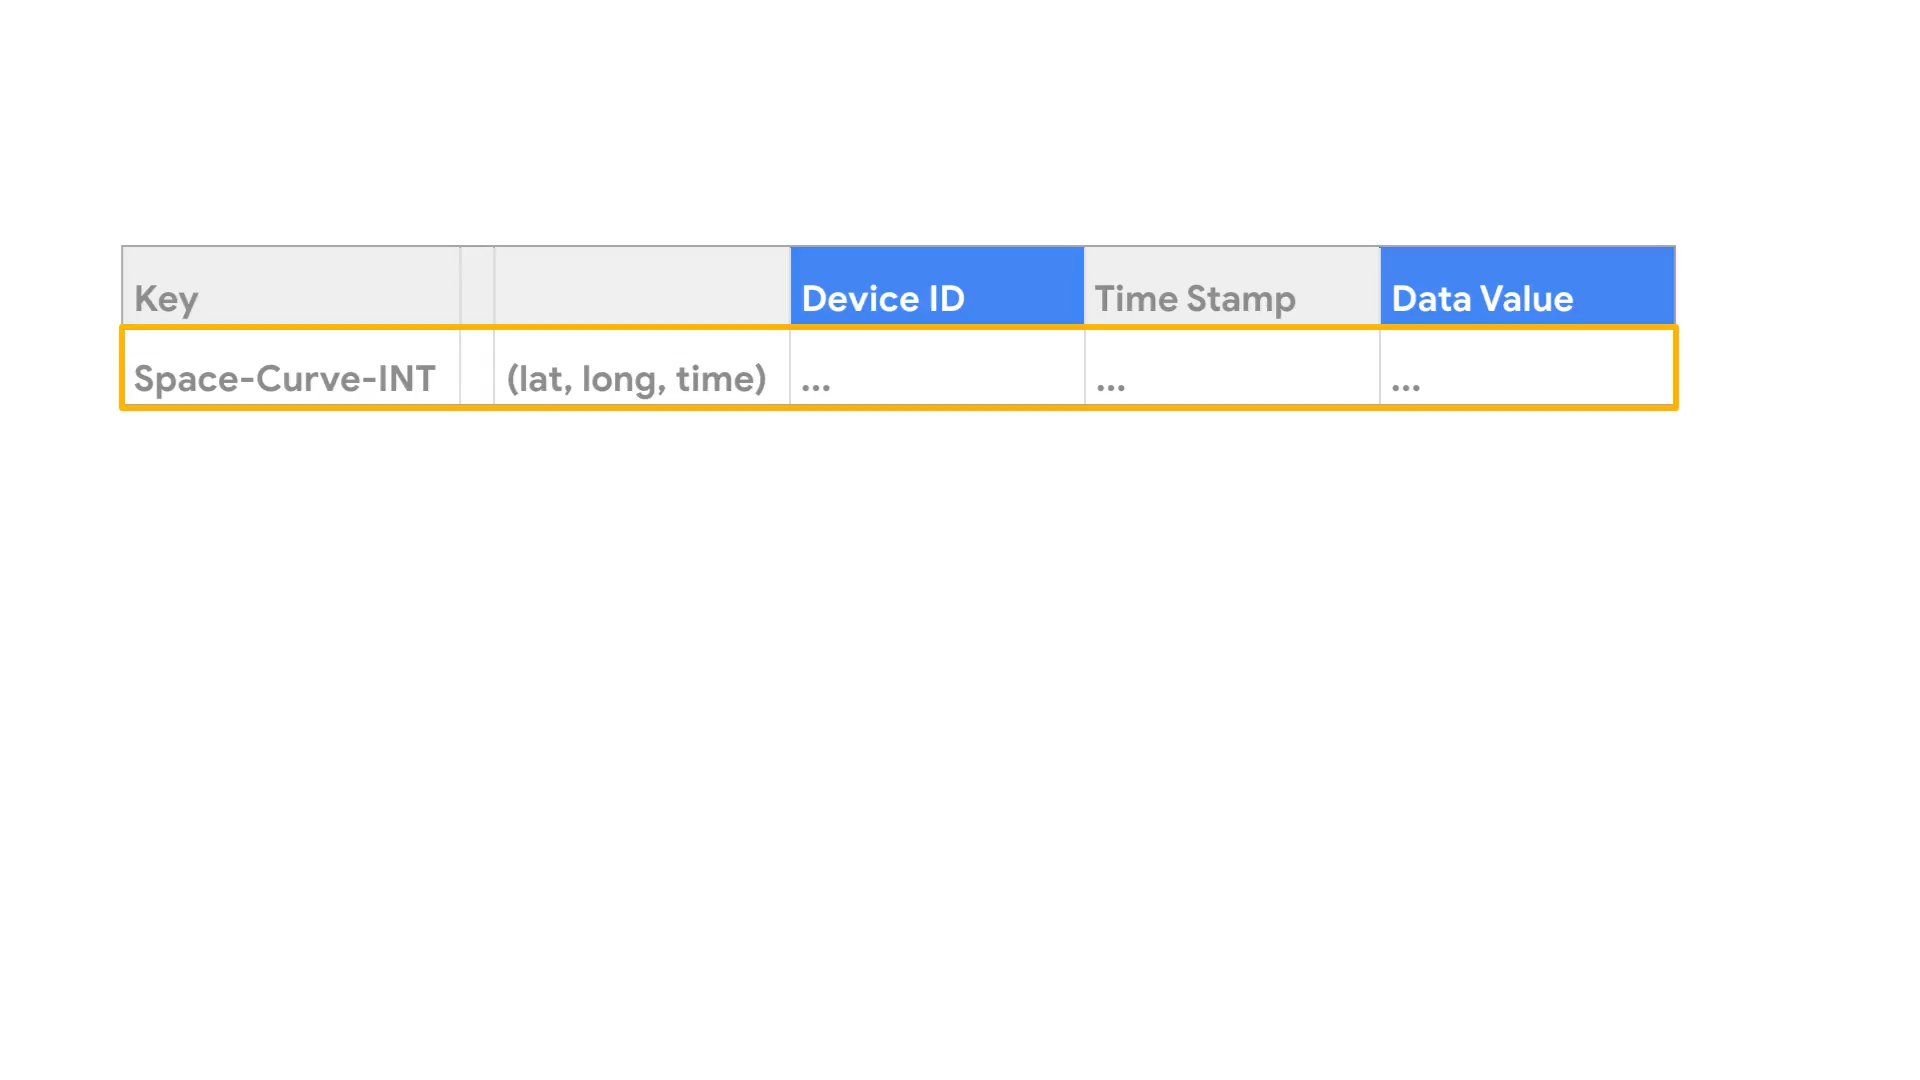 Key Device ID Time Stamp Data Value
Space-Curve-INT (lat, long, time) ... ... ...